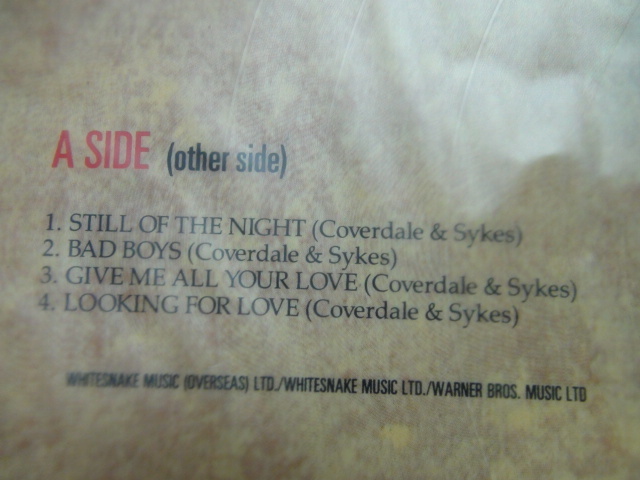 A SIDE (other side)
1. STILL OF THE NIGHT (Coverdale & Sykes)
2. BAD BOYS (Coverdale & Sykes)
3. GIVE ME ALL YOUR LOVE (Coverdale & Sykes)
4. LOOKING FOR LOVE (Coverdale & Sykes)
WHITESNAKE MUSIC (OVERSEAS) LTD./WHITESNAKE MUSIC LTD./WARNER BROS. MUSIC LTD